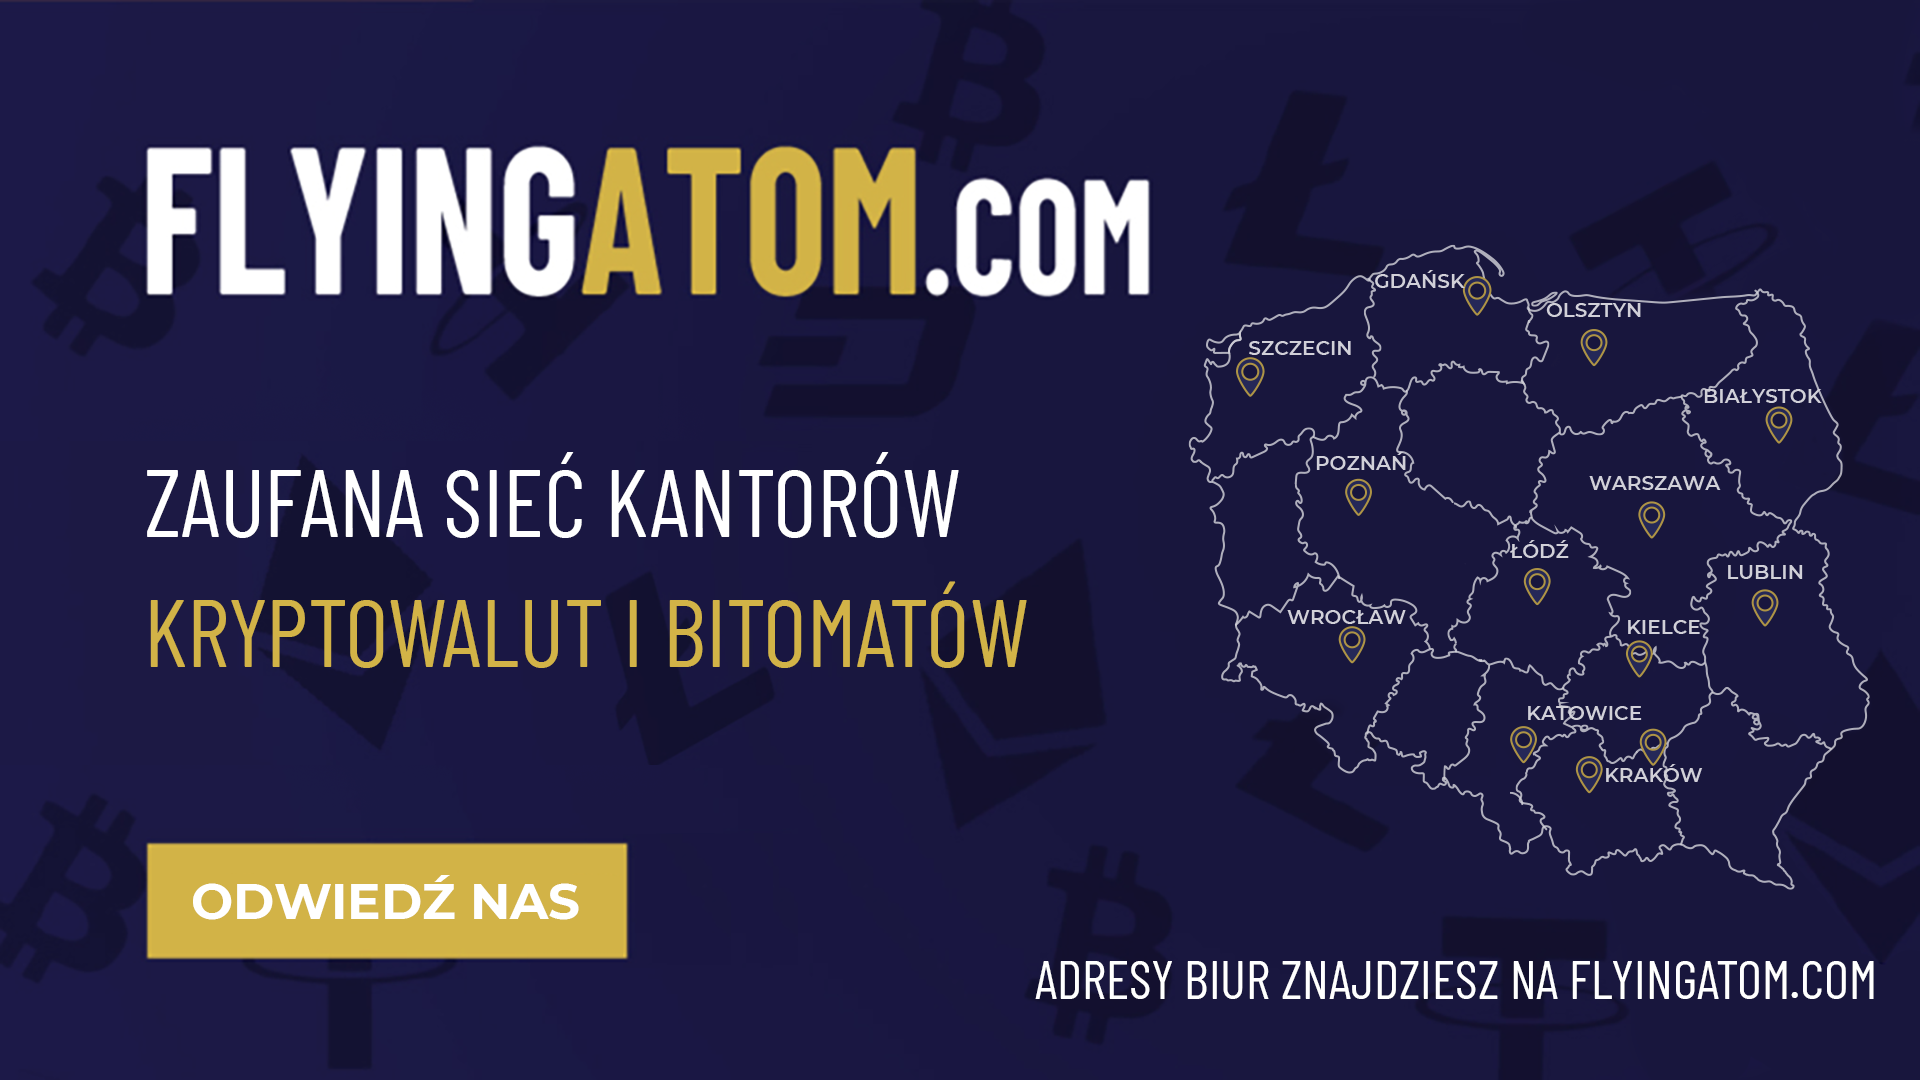 FLYINGATOM.COM
ZAUFANA SIEĆ KANTORÓW
KRYPTOWALUT I BITOMATÓW
ODWIEDŹ NAS
GDAŃSK
OLSZTYN
SZCZECIN
BIAŁYSTOK
POZNAŃ
WARSZAWA
ŁÓDŹ
LUBLIN
WROCŁAW
KIELCE
KATOWICE
KRAKÓW
ADRESY BIUR ZNAJDZIESZ NA FLYINGATOM.COM